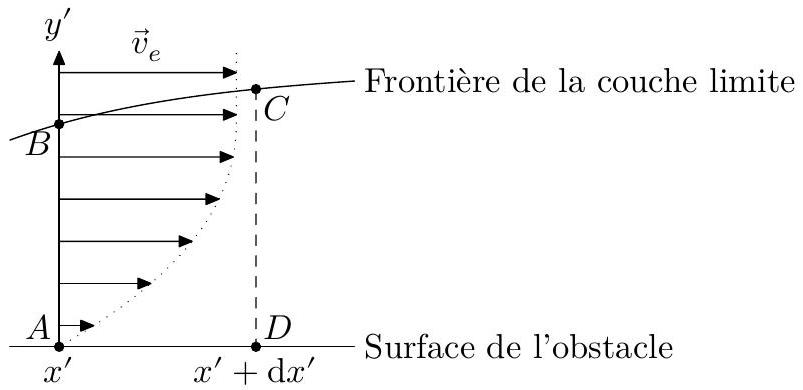 y′
v⃗e
Frontière de la couche limite
C
B
A
D
Surface de l'obstacle
x′
x′ + dx′